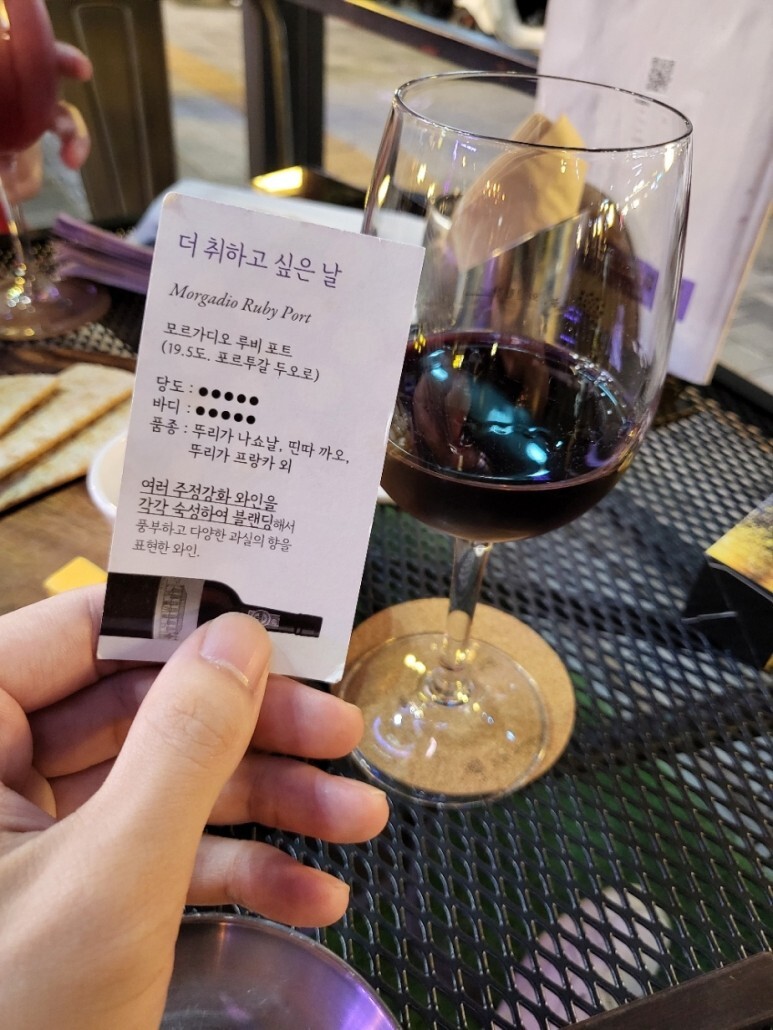 더 취하고 싶은 날
Morgadio Ruby Port
모르가디오 루비 포트
(19.5도. 포르투갈 두오로)
당도 : ●●●●●
바디 : ●●●●●
품종 : 뚜리가 나쇼날, 띤따 까오,
뚜리가 프랑카 외
여러 주정강화 와인을
각각 숙성하여 블랜딩해서
풍부하고 다양한 과실의 향을
표현한 와인.